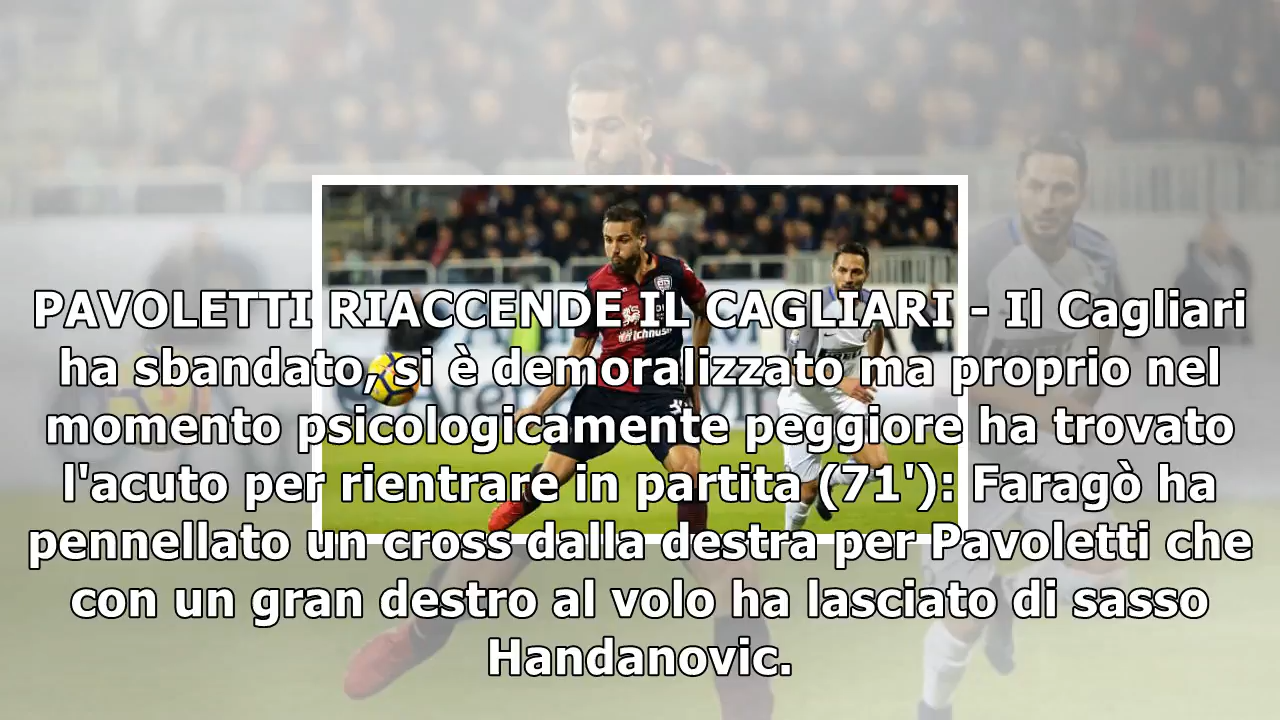 PAVOLETTI RIACCENDE IL CAGLIARI - Il Cagliari
ha sbandato, si è demoralizzato ma proprio nel
momento psicologicamente peggiore ha trovato
l'acuto per rientrare in partita (71'): Faragò ha
pennellato un cross dalla destra per Pavoletti che
con un gran destro al volo ha lasciato di sasso
Handanovic.